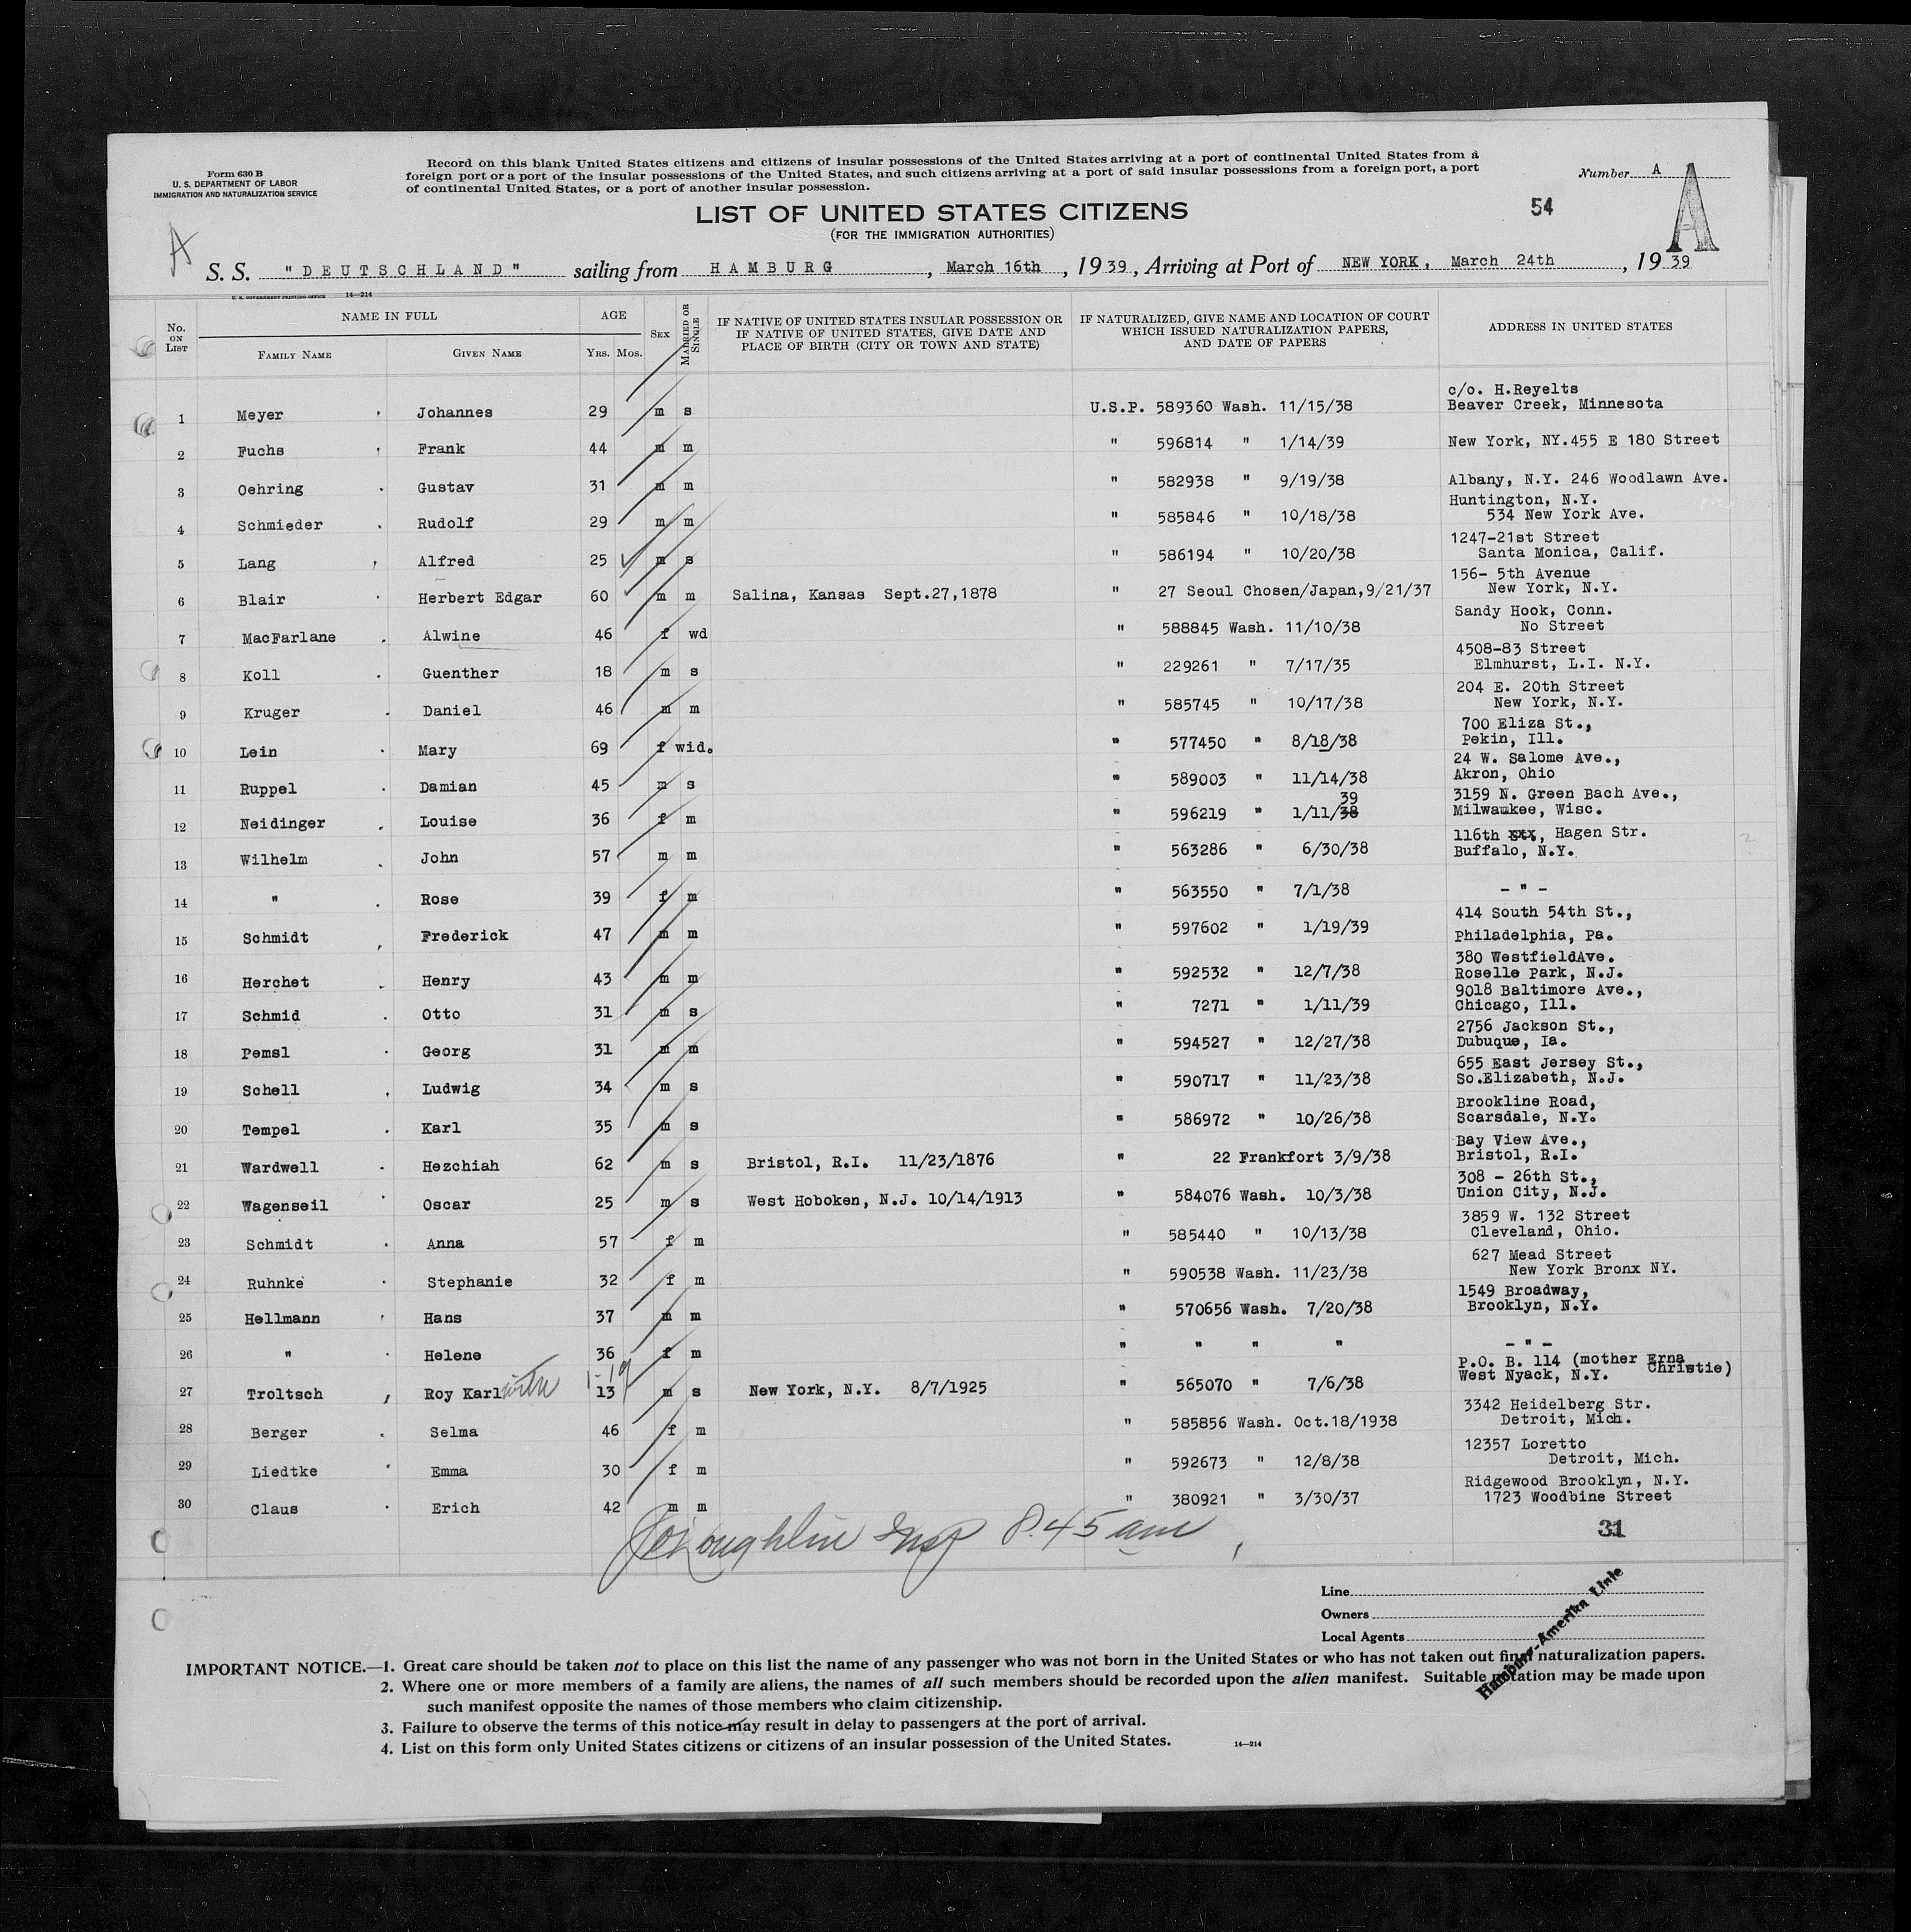 Form 630 B
U. S. DEPARTMENT OF LABOR
IMMIGRATION AND NATURALIZATION SERVICE
Record on this blank United States citizens and citizens of insular possessions of the United States arriving at a port of continental United States from a
foreign port or a port of the insular possessions of the United States, and such citizens arriving at a port of said insular possessions from a foreign port, a port
of continental United States, or a port of another insular possession.
Number A
A
LIST OF UNITED STATES CITIZENS
54
(FOR THE IMMIGRATION AUTHORITIES)
A
S. S. "DEUTSCHLAND" sailing from HAMBURG, March 16th, 1939, Arriving at Port of NEW YORK, March 24th, 1939
U. S. GOVERNMENT PRINTING OFFICE 14—214
No. ON LIST
NAME IN FULL
FAMILY NAME GIVEN NAME
AGE
YRS. MOS.
SEX
MARRIED OR SINGLE
IF NATIVE OF UNITED STATES INSULAR POSSESSION OR
IF NATIVE OF UNITED STATES, GIVE DATE AND
PLACE OF BIRTH (CITY OR TOWN AND STATE)
IF NATURALIZED, GIVE NAME AND LOCATION OF COURT
WHICH ISSUED NATURALIZATION PAPERS,
AND DATE OF PAPERS
ADDRESS IN UNITED STATES
1 Meyer Johannes 29 m s U.S.P. 589360 Wash. 11/15/38 c/o. H.Reyelts
Beaver Creek, Minnesota
2 Fuchs Frank 44 m m " 596814 " 1/14/39 New York, NY.455 E 180 Street
3 Oehring Gustav 31 m m " 582938 " 9/19/38 Albany, N.Y. 246 Woodlawn Ave.
4 Schmieder Rudolf 29 m m " 585846 " 10/18/38 Huntington, N.Y.
534 New York Ave.
5 Lang Alfred 25 m s " 586194 " 10/20/38 1247-21st Street
Santa Monica, Calif.
6 Blair Herbert Edgar 60 m m Salina, Kansas Sept.27,1878 " 27 Seoul Chosen/Japan,9/21/37 156- 5th Avenue
New York, N.Y.
7 MacFarlane Alwine 46 f wd " 588845 Wash. 11/10/38 Sandy Hook, Conn.
No Street
8 Koll Guenther 18 m s " 229261 " 7/17/35 4508-83 Street
Elmhurst, L.I. N.Y.
9 Kruger Daniel 46 m m " 585745 " 10/17/38 204 E. 20th Street
New York, N.Y.
10 Lein Mary 69 f wid. " 577450 " 8/18/38 700 Eliza St.,
Pekin, Ill.
11 Ruppel Damian 45 m s " 589003 " 11/14/38 24 W. Salome Ave.,
Akron, Ohio
12 Neidinger Louise 36 f m " 596219 " 1/11/38 39 3159 N. Green Bach Ave.,
Milwaukee, Wisc.
13 Wilhelm John 57 m m " 563286 " 6/30/38 116th xxx, Hagen Str.
Buffalo, N.Y.
14 " Rose 39 f m " 563550 " 7/1/38 - " -
15 Schmidt Frederick 47 m m " 597602 " 1/19/39 414 South 54th St.,
Philadelphia, Pa.
16 Herchet Henry 43 m m " 592532 " 12/7/38 380 WestfieldAve.
Roselle Park, N.J.
17 Schmid Otto 31 m s " 7271 " 1/11/39 9018 Baltimore Ave.,
Chicago, Ill.
18 Pemsl Georg 31 m m " 594527 " 12/27/38 2756 Jackson St.,
Dubuque, Ia.
19 Schell Ludwig 34 m s " 590717 " 11/23/38 655 East Jersey St.,
So.Elizabeth, N.J.
20 Tempel Karl 35 m s " 586972 " 10/26/38 Brookline Road,
Scarsdale, N.Y.
21 Wardwell Hezchiah 62 m s Bristol, R.I. 11/23/1876 " 22 Frankfort 3/9/38 Bay View Ave.,
Bristol, R.I.
22 Wagenseil Oscar 25 m s West Hoboken, N.J. 10/14/1913 " 584076 Wash. 10/3/38 308 - 26th St.,
Union City, N.J.
23 Schmidt Anna 57 f m " 585440 " 10/13/38 3859 W. 132 Street
Cleveland, Ohio.
24 Ruhnke Stephanie 32 f m " 590538 Wash. 11/23/38 627 Mead Street
New York Bronx NY.
25 Hellmann Hans 37 m m " 570656 Wash. 7/20/38 1549 Broadway,
Brooklyn, N.Y.
26 " Helene 36 f m " " " " - " -
27 Troltsch Roy Karl 1-19 13 m s New York, N.Y. 8/7/1925 " 565070 " 7/6/38 P.O. B. 114 (mother Erna Christie)
West Nyack, N.Y.
28 Berger Selma 46 f m " 585856 Wash. Oct.18/1938 3342 Heidelberg Str.
Detroit, Mich.
29 Liedtke Emma 30 f m " 592673 " 12/8/38 12357 Loretto
Detroit, Mich.
30 Claus Erich 42 m m " 380921 " 3/30/37 Ridgewood Brooklyn, N.Y.
1723 Woodbine Street
Insp 8.45 am
31
Line
Owners
Local Agents
Hamburg-Amerika Linie
IMPORTANT NOTICE.—1. Great care should be taken not to place on this list the name of any passenger who was not born in the United States or who has not taken out final naturalization papers.
2. Where one or more members of a family are aliens, the names of all such members should be recorded upon the alien manifest. Suitable notation may be made upon
such manifest opposite the names of those members who claim citizenship.
3. Failure to observe the terms of this notice may result in delay to passengers at the port of arrival.
4. List on this form only United States citizens or citizens of an insular possession of the United States.
14—214